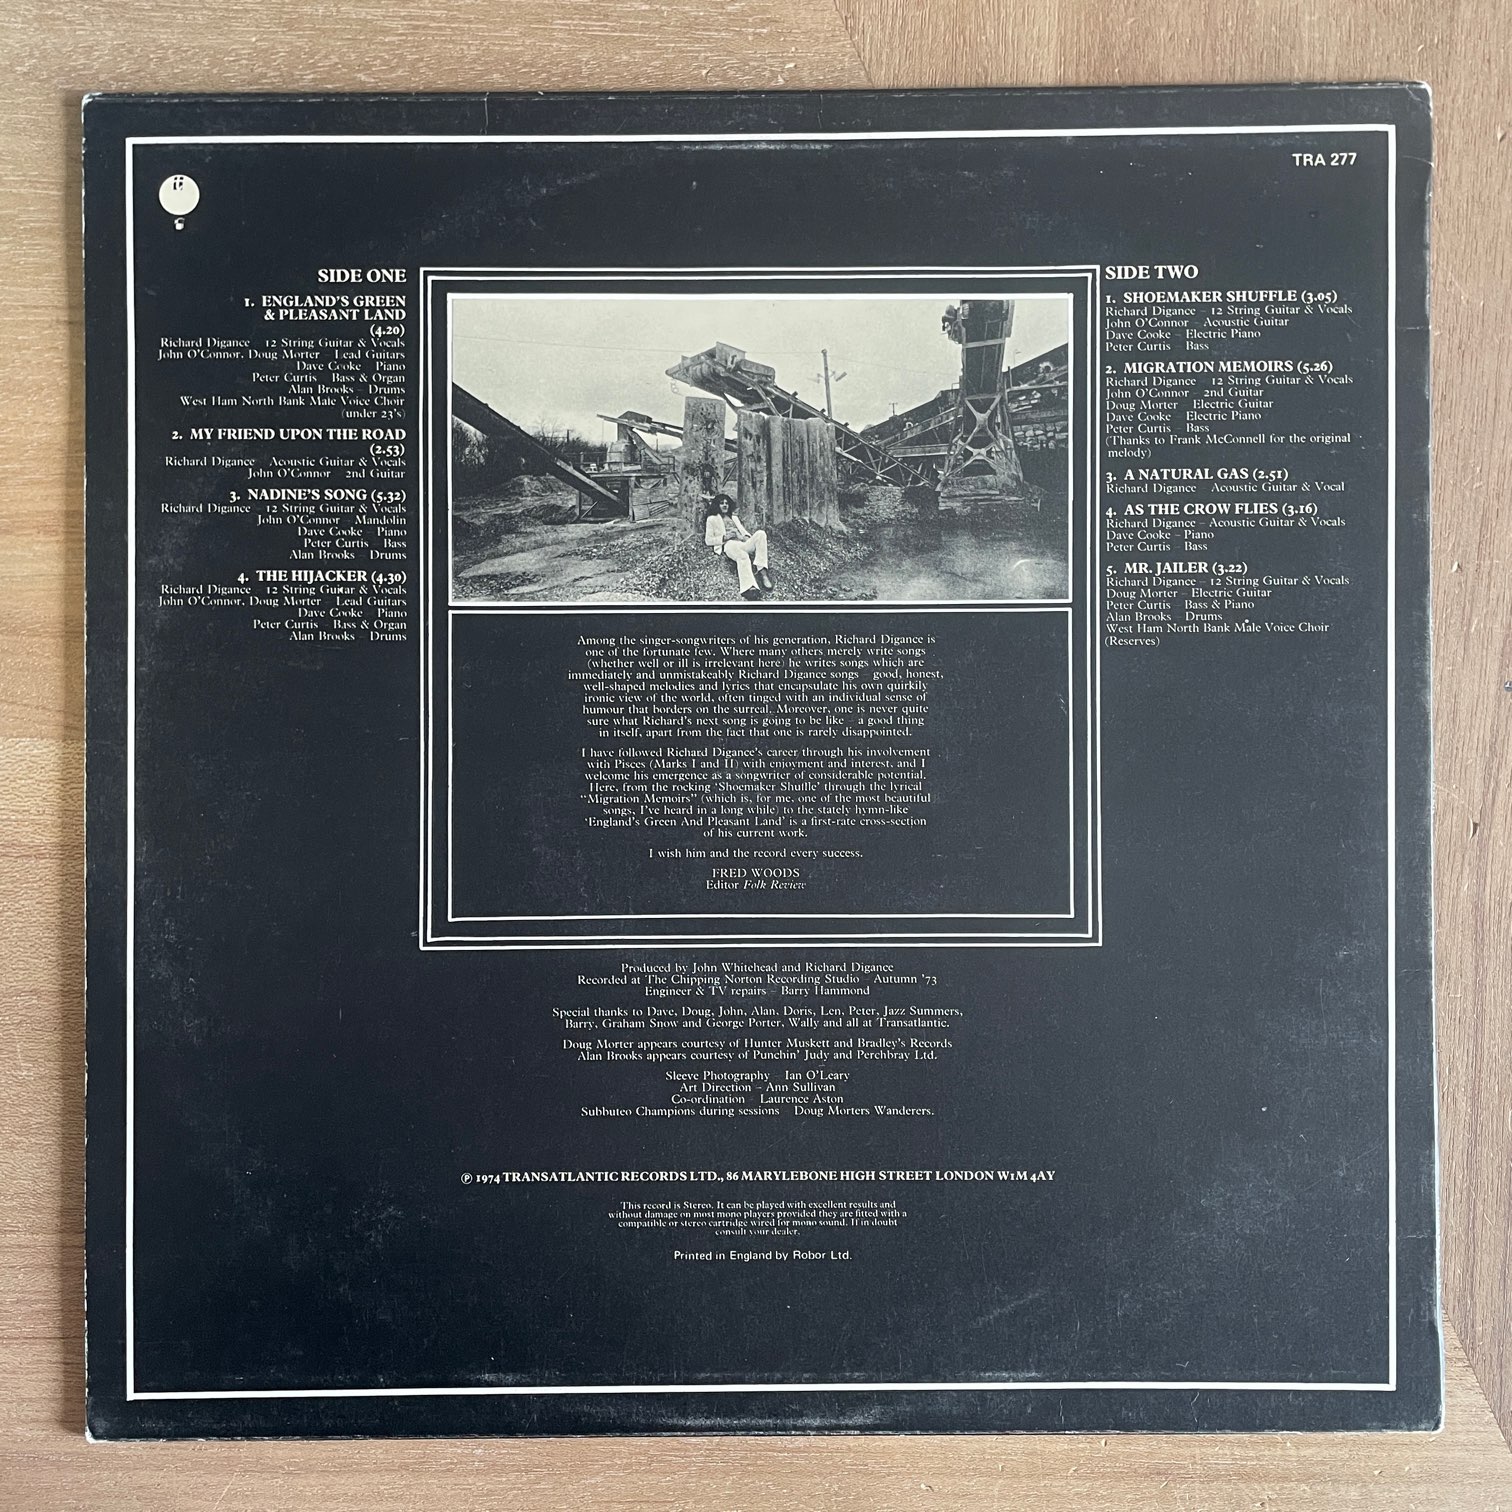 TRA 277
SIDE ONE
1. ENGLAND'S GREEN
& PLEASANT LAND
(4.20)
Richard Digance – 12 String Guitar & Vocals
John O'Connor, Doug Morter – Lead Guitars
Dave Cooke – Piano
Peter Curtis – Bass & Organ
Alan Brooks – Drums
West Ham North Bank Male Voice Choir
(under 23's)
2. MY FRIEND UPON THE ROAD
(2.53)
Richard Digance – Acoustic Guitar & Vocals
John O'Connor – 2nd Guitar
3. NADINE'S SONG (5.32)
Richard Digance – 12 String Guitar & Vocals
John O'Connor – Mandolin
Dave Cooke – Piano
Peter Curtis – Bass
Alan Brooks – Drums
4. THE HIJACKER (4.30)
Richard Digance – 12 String Guitar & Vocals
John O'Connor, Doug Morter – Lead Guitars
Dave Cooke – Piano
Peter Curtis – Bass & Organ
Alan Brooks – Drums
SIDE TWO
1. SHOEMAKER SHUFFLE (3.05)
Richard Digance – 12 String Guitar & Vocals
John O'Connor – Acoustic Guitar
Dave Cooke – Electric Piano
Peter Curtis – Bass
2. MIGRATION MEMOIRS (5.26)
Richard Digance – 12 String Guitar & Vocals
John O'Connor – 2nd Guitar
Doug Morter – Electric Guitar
Dave Cooke – Electric Piano
Peter Curtis – Bass
(Thanks to Frank McConnell for the original
melody)
3. A NATURAL GAS (2.51)
Richard Digance – Acoustic Guitar & Vocal
4. AS THE CROW FLIES (3.16)
Richard Digance – Acoustic Guitar & Vocals
Dave Cooke – Piano
Peter Curtis – Bass
5. MR. JAILER (3.22)
Richard Digance – 12 String Guitar & Vocals
Doug Morter – Electric Guitar
Peter Curtis – Bass & Piano
Alan Brooks – Drums
West Ham North Bank Male Voice Choir
(Reserves)
Among the singer-songwriters of his generation, Richard Digance is
one of the fortunate few. Where many others merely write songs
(whether well or ill is irrelevant here) he writes songs which are
immediately and unmistakeably Richard Digance songs – good, honest,
well-shaped melodies and lyrics that encapsulate his own quirkily
ironic view of the world, often tinged with an individual sense of
humour that borders on the surreal. Moreover, one is never quite
sure what Richard's next song is going to be like – a good thing
in itself, apart from the fact that one is rarely disappointed.
I have followed Richard Digance's career through his involvement
with Pisces (Marks I and II) with enjoyment and interest, and I
welcome his emergence as a songwriter of considerable potential.
Here, from the rocking 'Shoemaker Shuffle' through the lyrical
"Migration Memoirs" (which is, for me, one of the most beautiful
songs, I've heard in a long while) to the stately hymn-like
'England's Green And Pleasant Land' is a first-rate cross-section
of his current work.
I wish him and the record every success.
FRED WOODS
Editor Folk Review
Produced by John Whitehead and Richard Digance
Recorded at The Chipping Norton Recording Studio – Autumn '73
Engineer & TV repairs – Barry Hammond
Special thanks to Dave, Doug, John, Alan, Doris, Len, Peter, Jazz Summers,
Barry, Graham Snow and George Porter, Wally and all at Transatlantic.
Doug Morter appears courtesy of Hunter Muskett and Bradley's Records
Alan Brooks appears courtesy of Punchin' Judy and Perchbray Ltd.
Sleeve Photography – Ian O'Leary
Art Direction – Ann Sullivan
Co-ordination – Laurence Aston
Subbuteo Champions during sessions – Doug Morters Wanderers.
℗ 1974 TRANSATLANTIC RECORDS LTD., 86 MARYLEBONE HIGH STREET LONDON W1M 4AY
This record is Stereo. It can be played with excellent results and
without damage on most mono players provided they are fitted with a
compatible or stereo cartridge wired for mono sound. If in doubt
consult your dealer.
Printed in England by Robor Ltd.